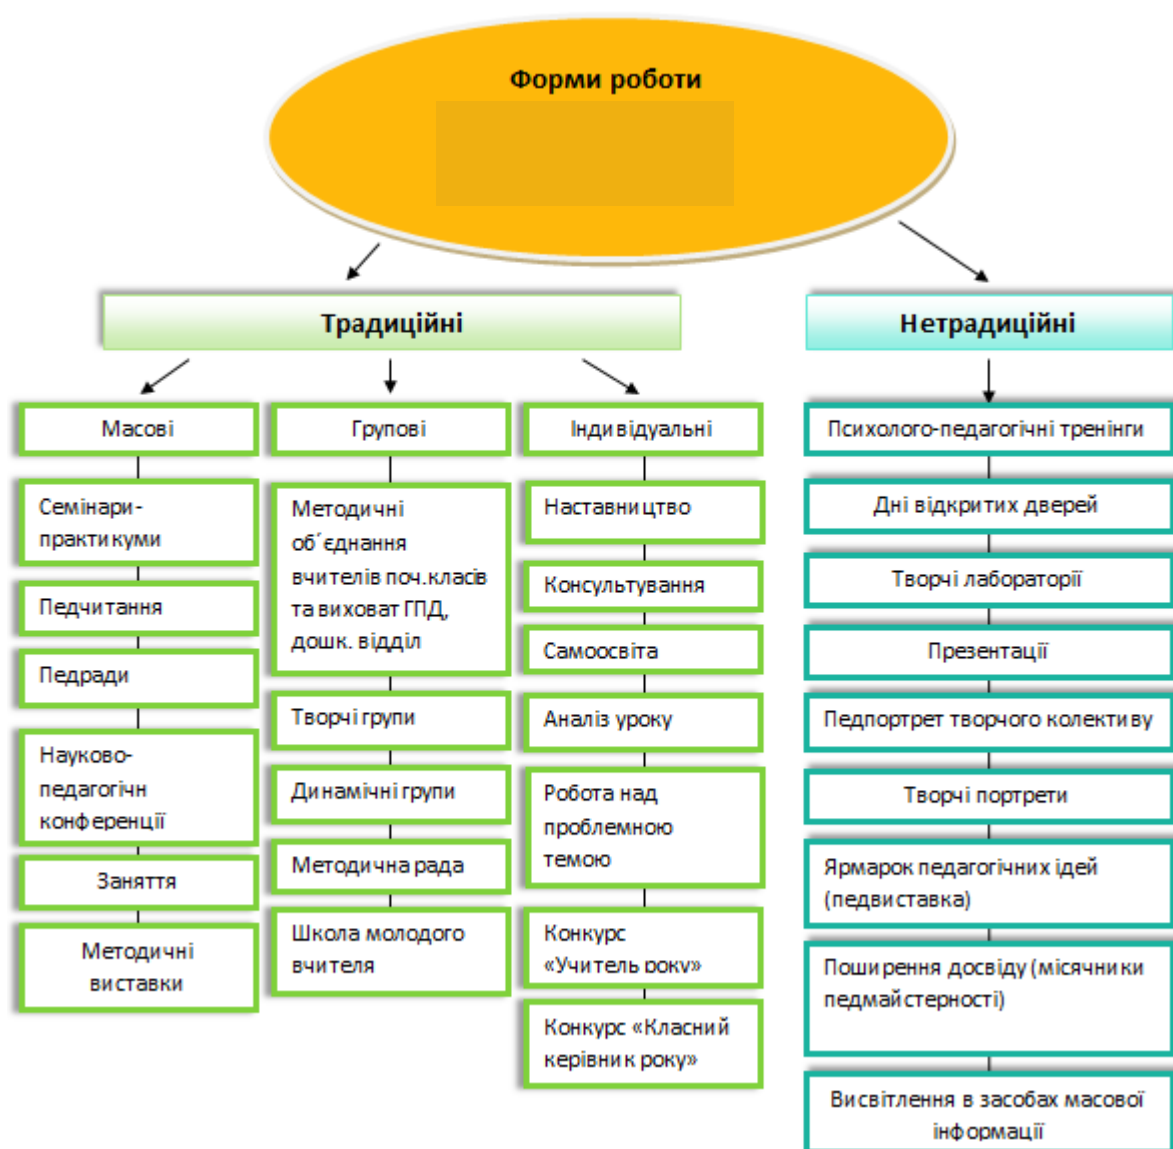 Форми роботи
Традиційні
Нетрадиційні
Масові
Семінари-
практикуми
Педчитання
Педради
Науково-
педагогічн
конференції
Заняття
Методичні
виставки
Групові
Методичні
об´єднання
вчителів поч.класів
та виховат ГПД,
дошк. відділ
Творчі групи
Динамічні групи
Методична рада
Школа молодого
вчителя
Індивідуальні
Наставництво
Консультування
Самоосвіта
Аналіз уроку
Робота над
проблемною
темою
Конкурс
«Учитель року»
Конкурс «Класний
керівник року»
Психолого-педагогічні тренінги
Дні відкритих дверей
Творчі лабораторії
Презентації
Педпортрет творчого колективу
Творчі портрети
Ярмарок педагогічних ідей
(педвиставка)
Поширення досвіду (місячники
педмайстерності)
Висвітлення в засобах масової
інформації